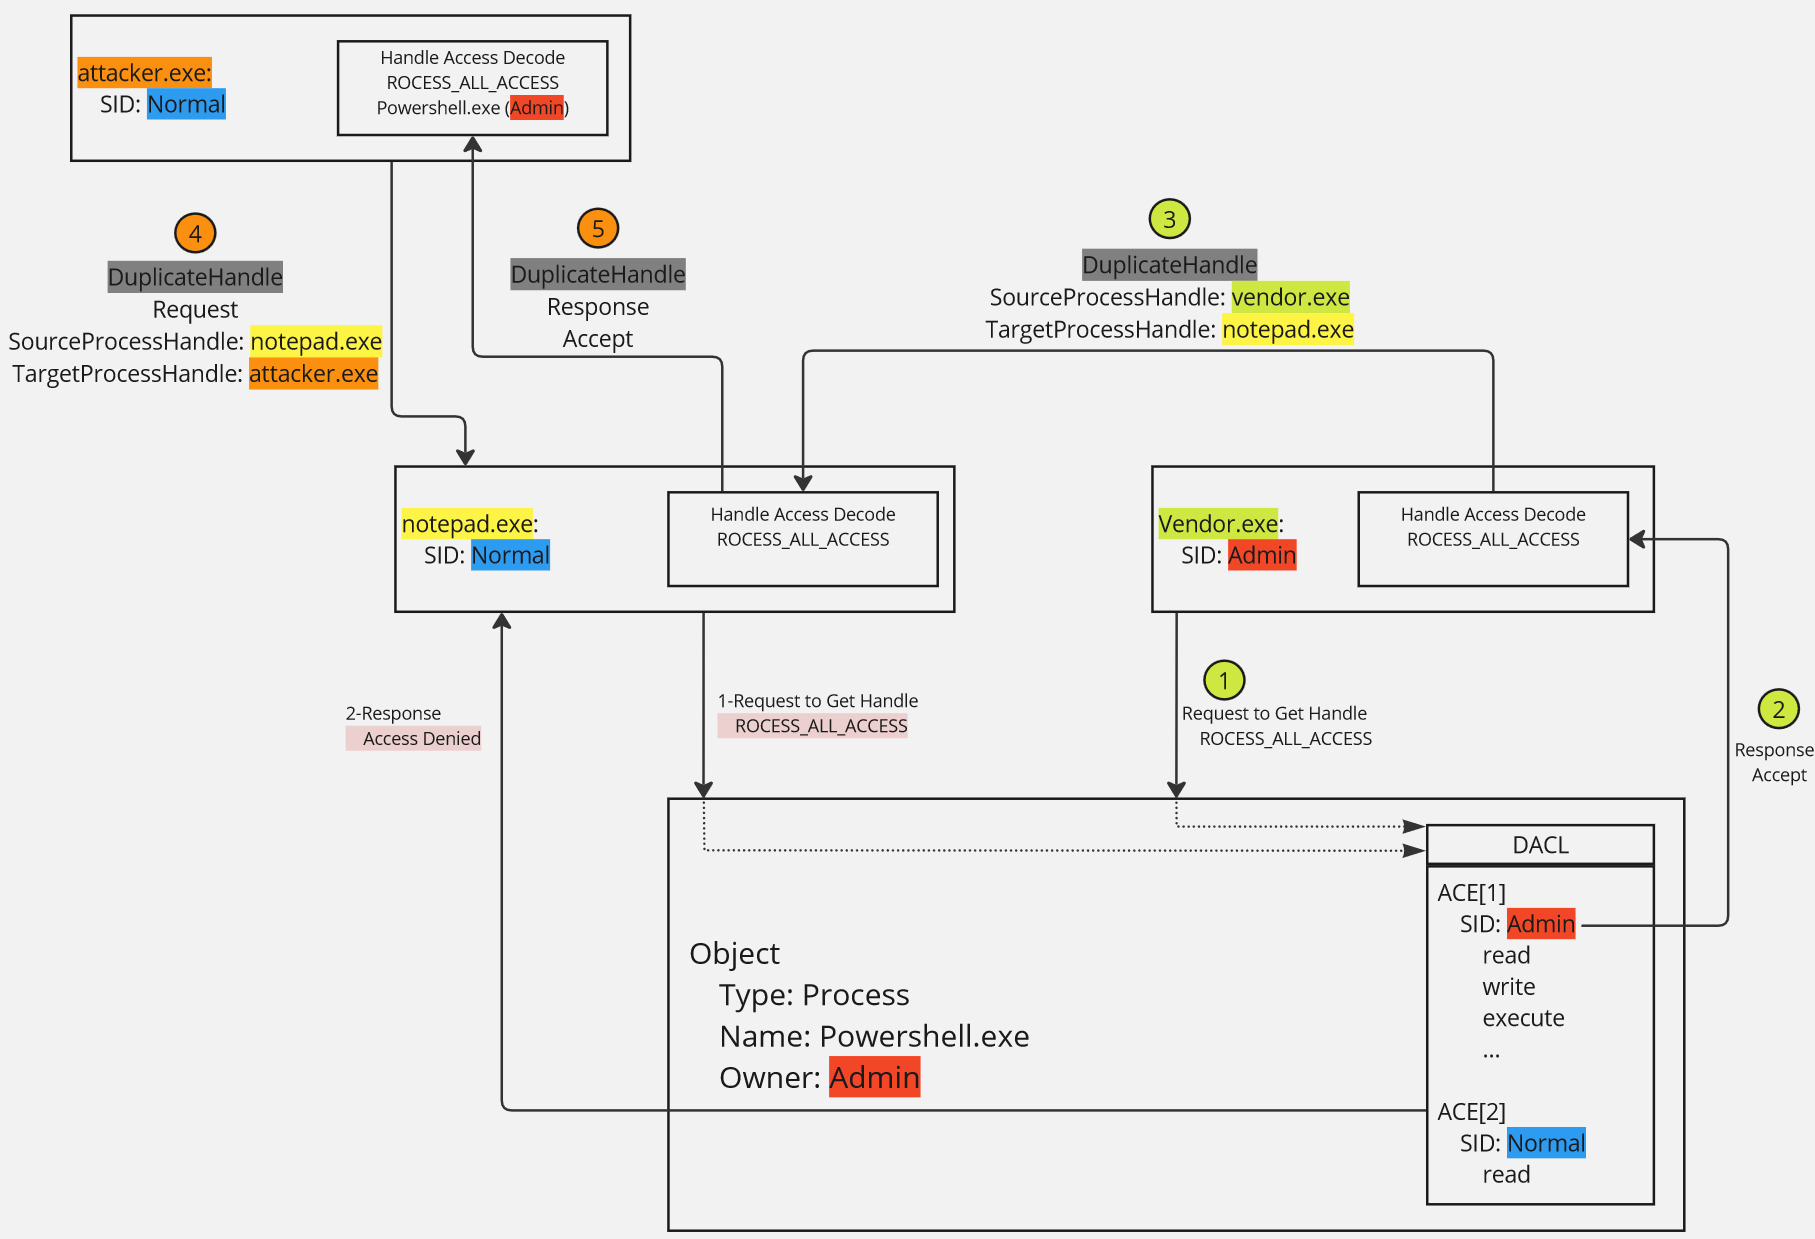 attacker.exe:
SID: Normal
Handle Access Decode
ROCESS_ALL_ACCESS
Powershell.exe (Admin)
4
DuplicateHandle
Request
SourceProcessHandle: notepad.exe
TargetProcessHandle: attacker.exe
5
DuplicateHandle
Response
Accept
3
DuplicateHandle
SourceProcessHandle: vendor.exe
TargetProcessHandle: notepad.exe
notepad.exe:
SID: Normal
Handle Access Decode
ROCESS_ALL_ACCESS
Vendor.exe:
SID: Admin
Handle Access Decode
ROCESS_ALL_ACCESS
2-Response
Access Denied
1-Request to Get Handle
ROCESS_ALL_ACCESS
1
Request to Get Handle
ROCESS_ALL_ACCESS
2
Response
Accept
Object
Type: Process
Name: Powershell.exe
Owner: Admin
DACL
ACE[1]
SID: Admin
read
write
execute
...
ACE[2]
SID: Normal
read